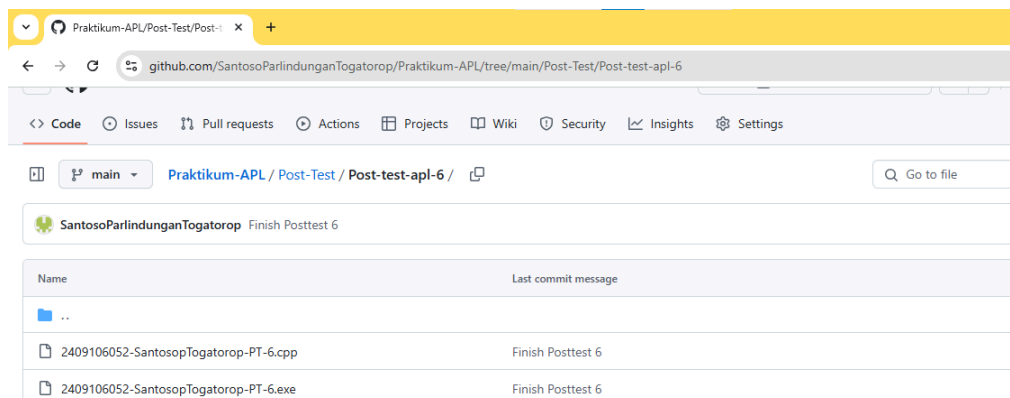 Praktikum-APL/Post-Test/Post-t
github.com/SantosoParlindunganTogatorop/Praktikum-APL/tree/main/Post-Test/Post-test-apl-6
Code Issues Pull requests Actions Projects Wiki Security Insights Settings
main Praktikum-APL / Post-Test / Post-test-apl-6 / Go to file
SantosoParlindunganTogatorop Finish Posttest 6
Name Last commit message
..
2409106052-SantosopTogatorop-PT-6.cpp Finish Posttest 6
2409106052-SantosopTogatorop-PT-6.exe Finish Posttest 6